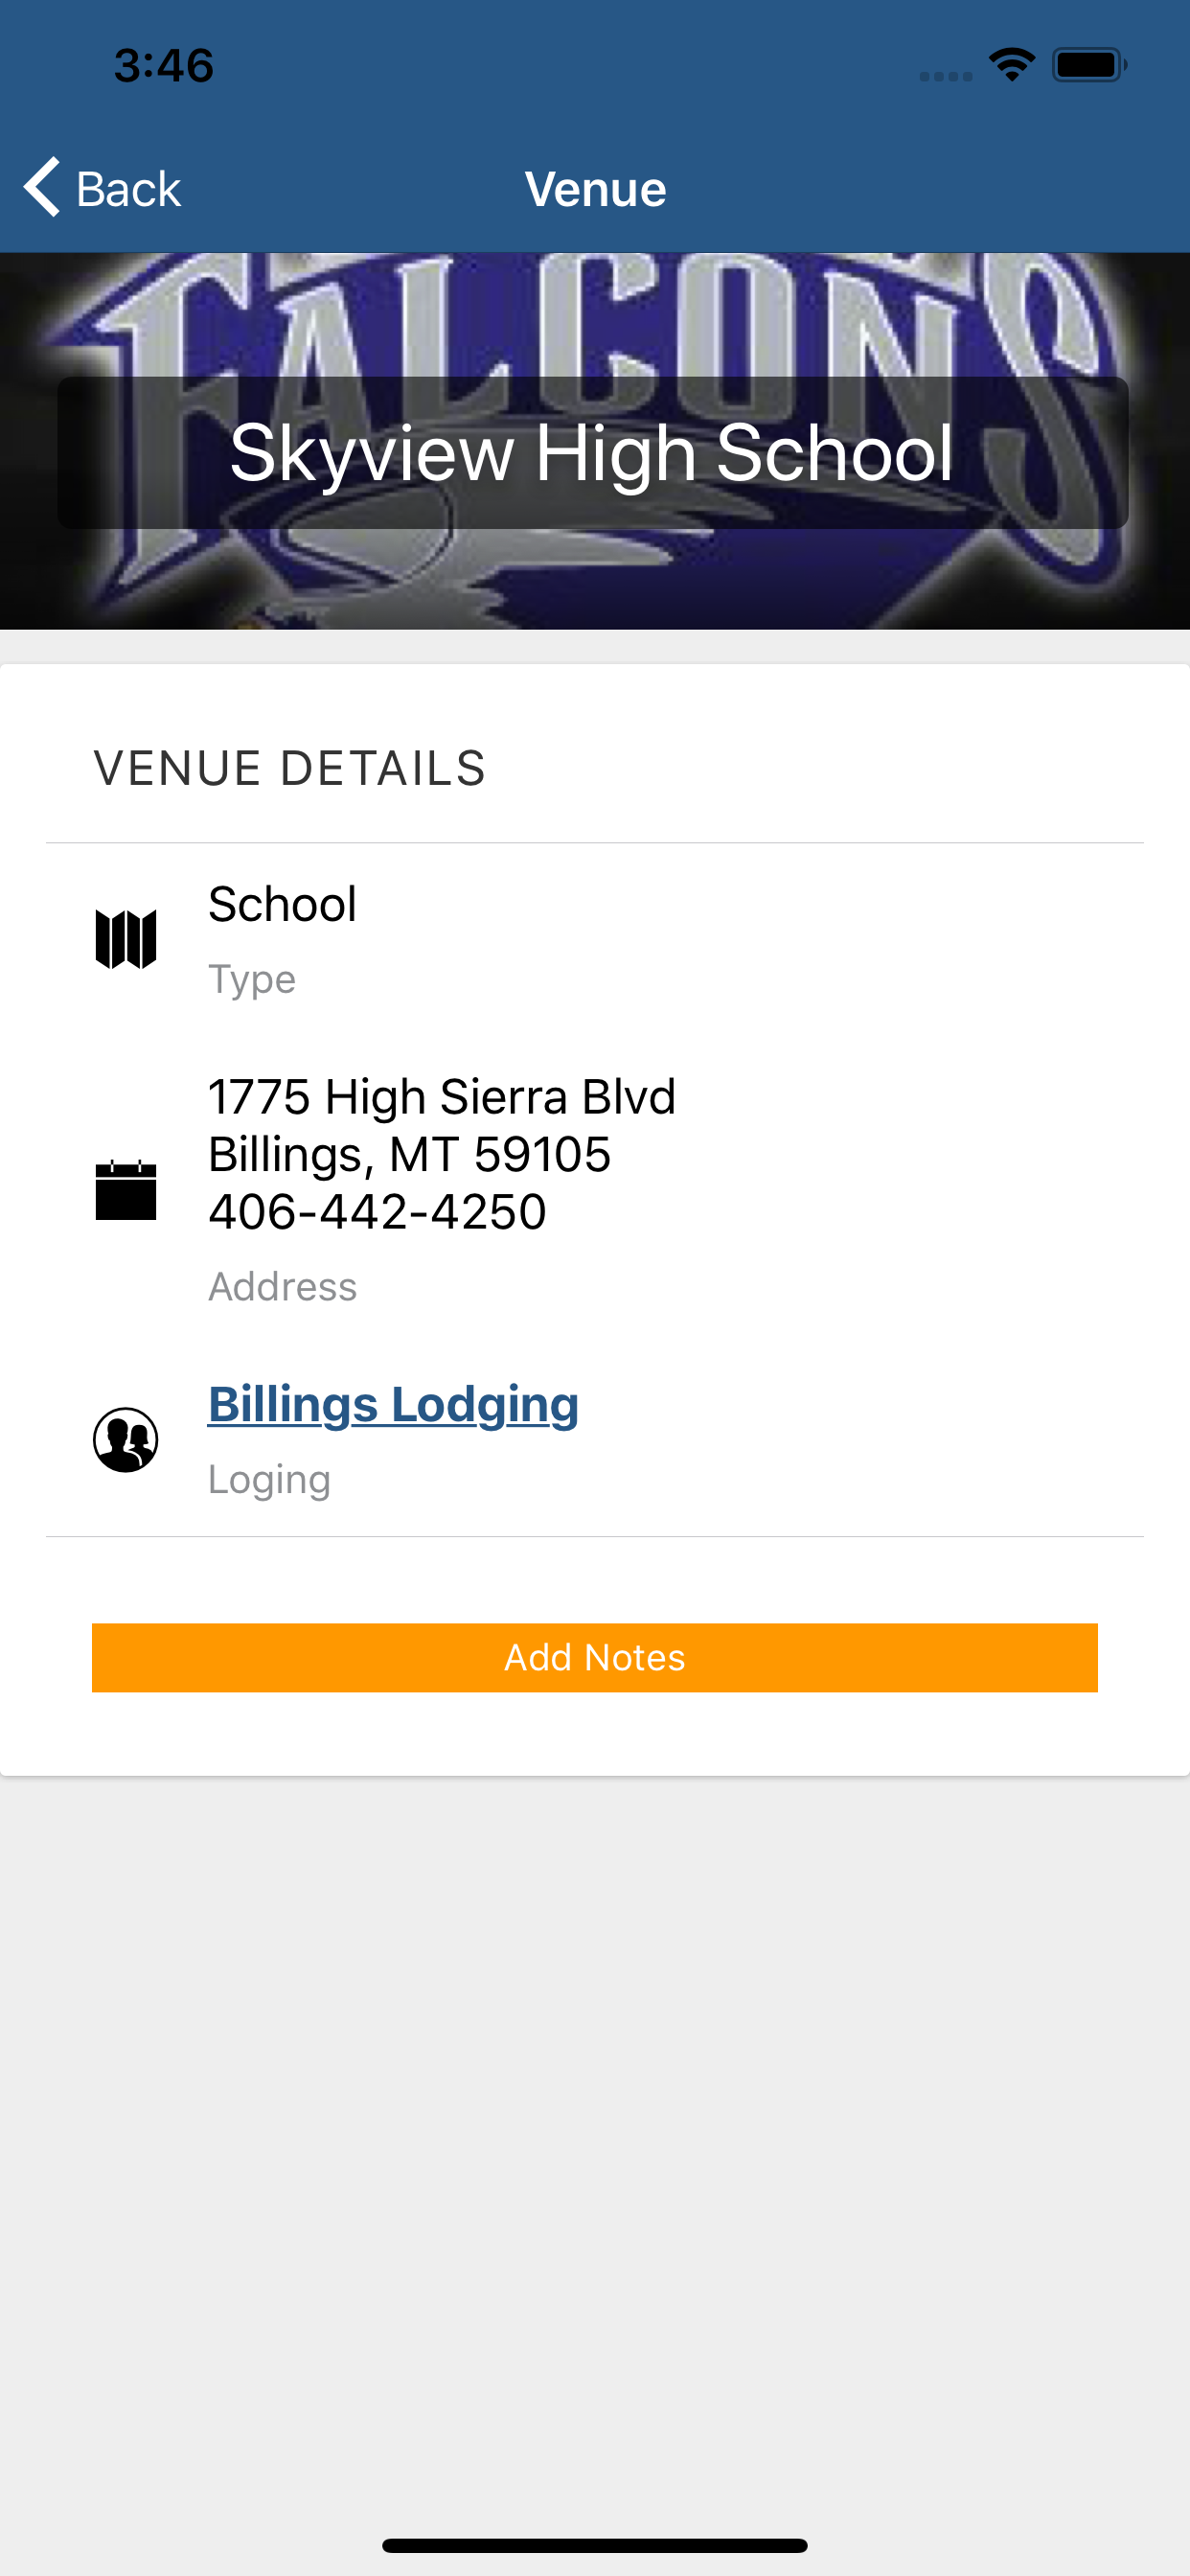 3:46
Back
Venue
FALCONS
Skyview High School
VENUE DETAILS
School
Type
1775 High Sierra Blvd
Billings, MT 59105
406-442-4250
Address
Billings Lodging
Loging
Add Notes